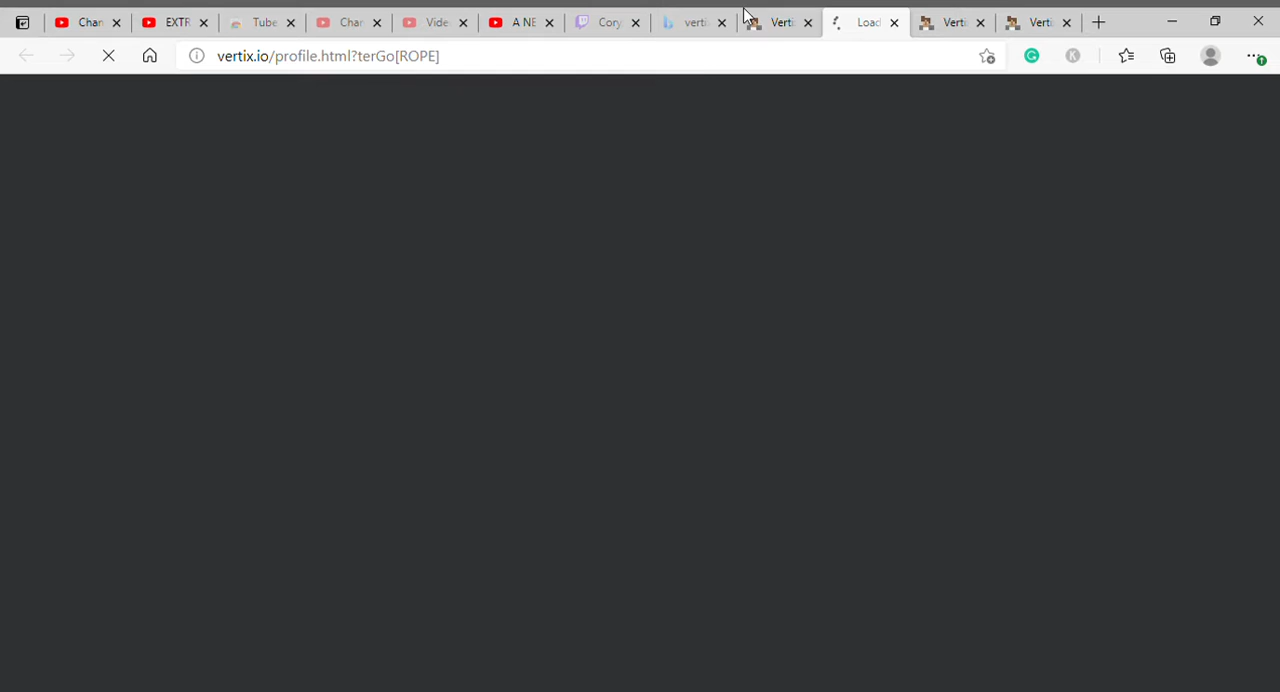 Chan EXTR Tube Chan Vide A NE Cory verti Verti Load Verti Verti
vertix.io/profile.html?terGo[ROPE]